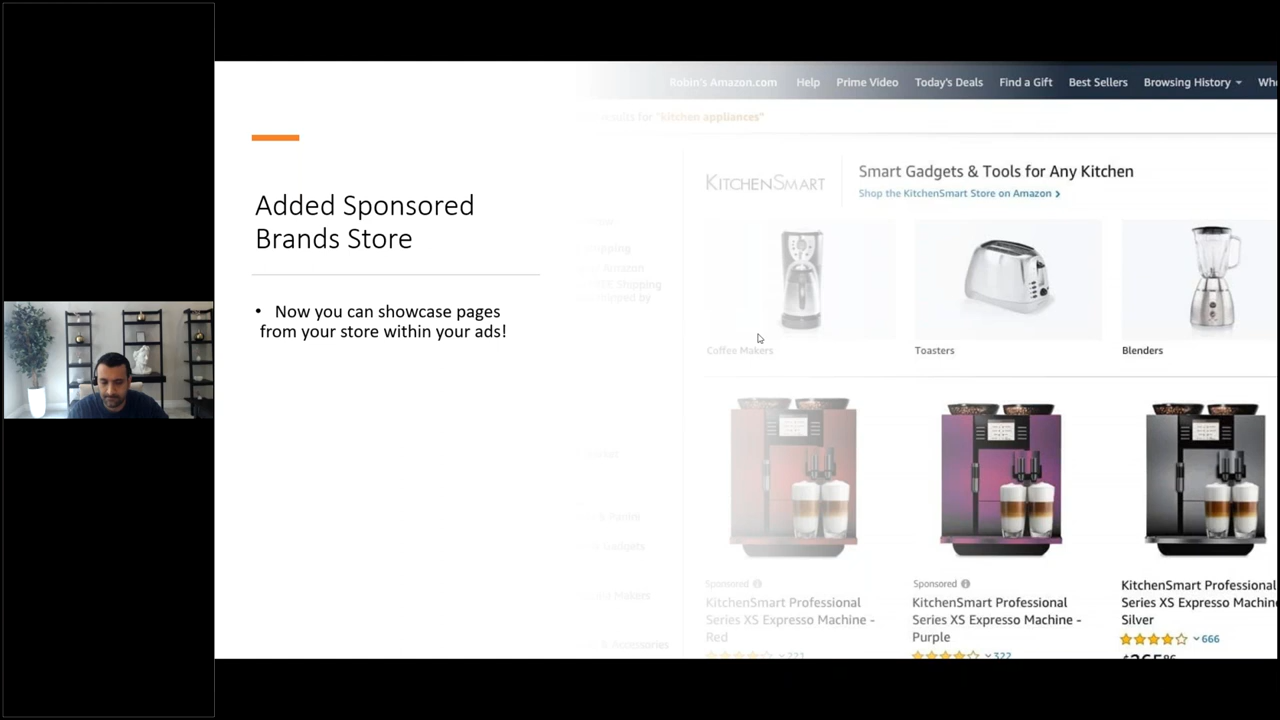 Robin's Amazon.com Help Prime Video Today's Deals Find a Gift Best Sellers Browsing History
results for "kitchen appliances"
Added Sponsored
Brands Store
• Now you can showcase pages
from your store within your ads!
KITCHENSMART
Smart Gadgets & Tools for Any Kitchen
Shop the KitchenSmart Store on Amazon ›
Coffee Makers
Toasters
Blenders
Sponsored
KitchenSmart Professional
Series XS Expresso Machine -
Red
221
Sponsored
KitchenSmart Professional
Series XS Expresso Machine -
Purple
322
KitchenSmart Professional
Series XS Expresso Machine
Silver
666